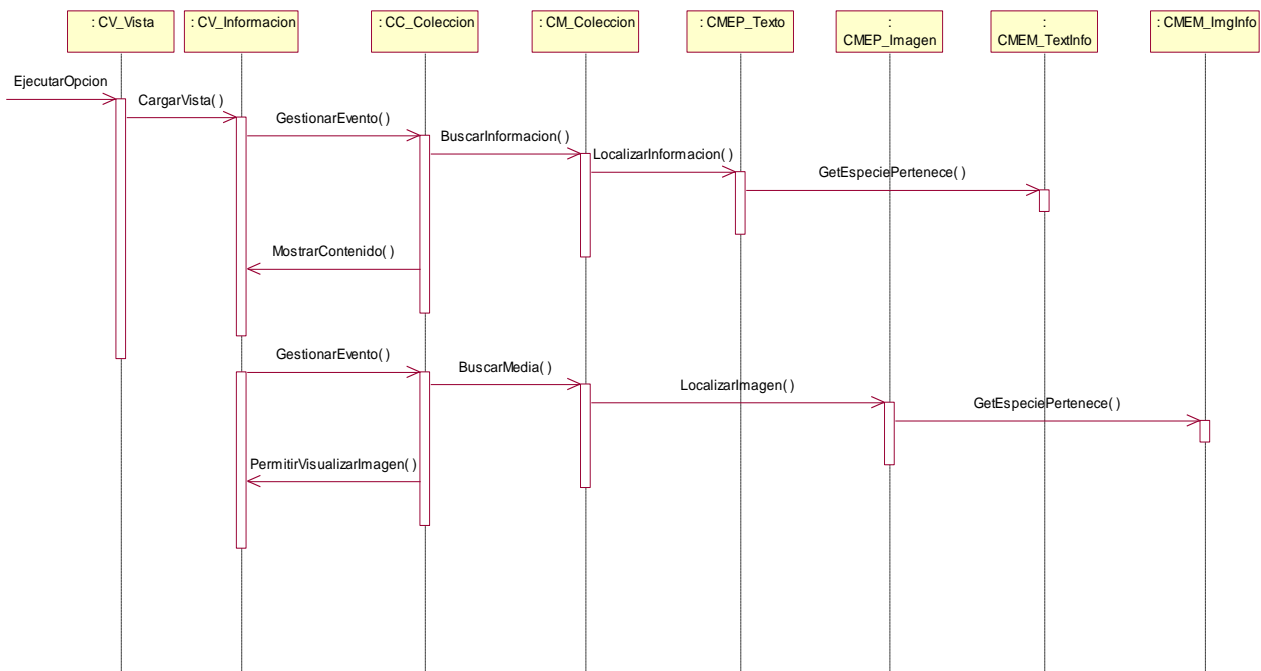 : CV_Vista
: CV_Informacion
: CC_Coleccion
: CM_Coleccion
: CMEP_Texto
:
CMEP_Imagen
:
CMEM_TextInfo
: CMEM_ImgInfo
EjecutarOpcion
CargarVista( )
GestionarEvento( )
BuscarInformacion( )
LocalizarInformacion( )
GetEspeciePertenece( )
MostrarContenido( )
GestionarEvento( )
BuscarMedia( )
LocalizarImagen( )
GetEspeciePertenece( )
PermitirVisualizarImagen( )